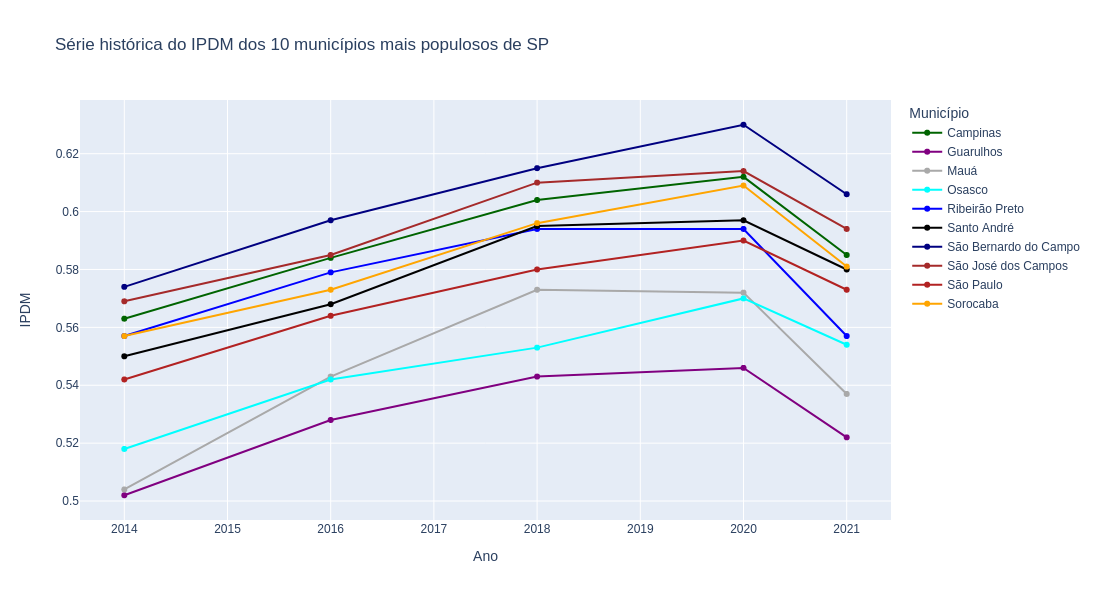 Série histórica do IPDM dos 10 municípios mais populosos de SP
Município
Campinas
Guarulhos
Mauá
Osasco
Ribeirão Preto
Santo André
São Bernardo do Campo
São José dos Campos
São Paulo
Sorocaba
IPDM
0.62
0.6
0.58
0.56
0.54
0.52
0.5
2014 2015 2016 2017 2018 2019 2020 2021
Ano